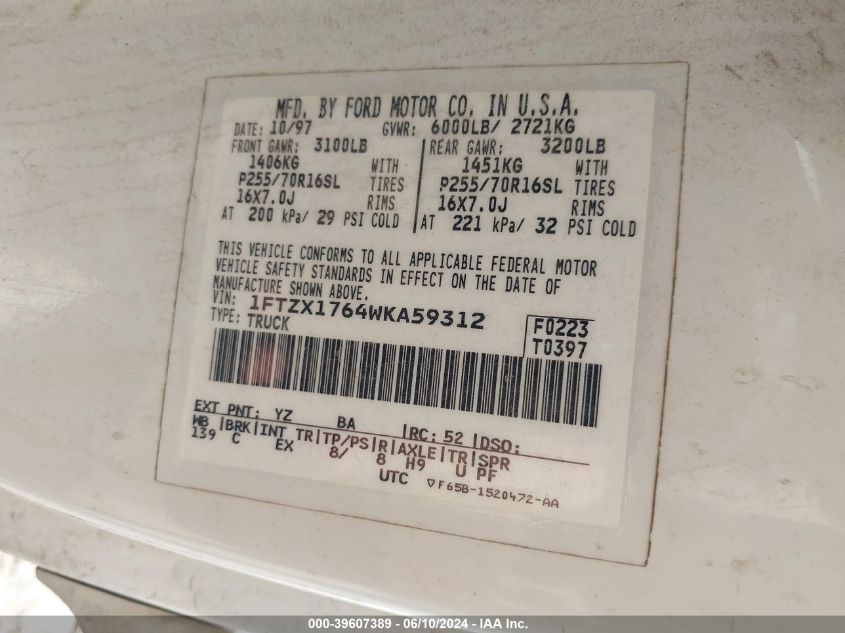 MFD. BY FORD MOTOR CO. IN U.S.A.
DATE: 10/97 GVWR: 6000LB/ 2721KG
FRONT GAWR: 3100LB REAR GAWR: 3200LB
1406KG WITH 1451KG WITH
P255/70R16SL TIRES P255/70R16SL TIRES
16X7.0J RIMS 16X7.0J RIMS
AT 200 kPa/ 29 PSI COLD AT 221 kPa/ 32 PSI COLD
THIS VEHICLE CONFORMS TO ALL APPLICABLE FEDERAL MOTOR
VEHICLE SAFETY STANDARDS IN EFFECT ON THE DATE OF
MANUFACTURE SHOWN ABOVE.
VIN: 1FTZX1764WKA59312 F0223
TYPE: TRUCK T0397
EXT PNT: YZ BA RC: 52 DSO:
WB BRK INT TR TP/PS R AXLE TR SPR
139 C EX 8/ 8 H9 U PF
UTC ▽F65B-1520472-AA
000-39607389 - 06/10/2024 - IAA Inc.